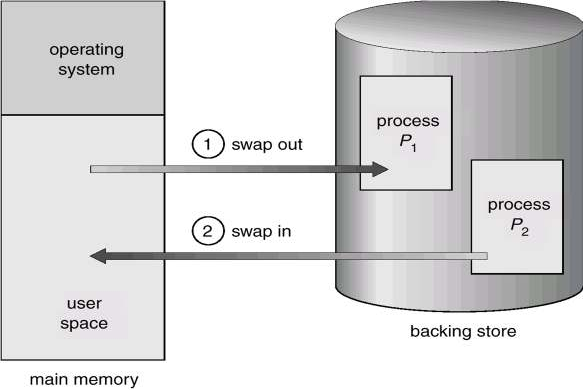 operating
system
1 swap out
process
P1
2 swap in
process
P2
user
space
backing store
main memory